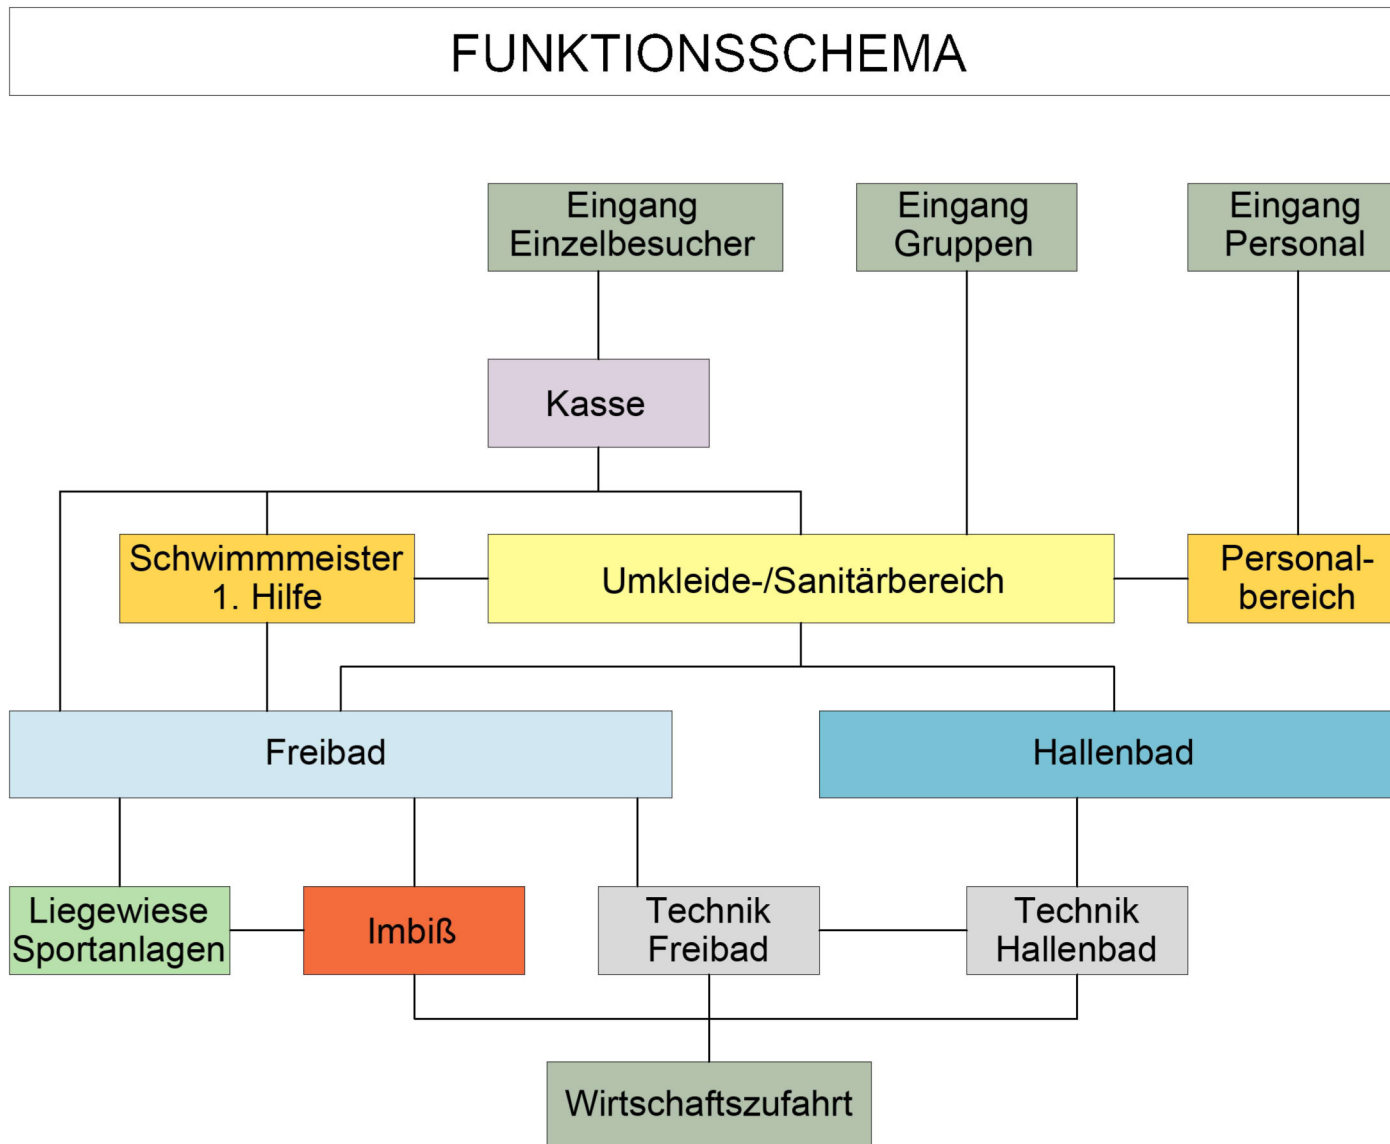 FUNKTIONSSCHEMA
Eingang
Einzelbesucher
Eingang
Gruppen
Eingang
Personal
Kasse
Schwimmmeister
1. Hilfe
Umkleide-/Sanitärbereich
Personal-
bereich
Freibad
Hallenbad
Liegewiese
Sportanlagen
Imbiß
Technik
Freibad
Technik
Hallenbad
Wirtschaftszufahrt